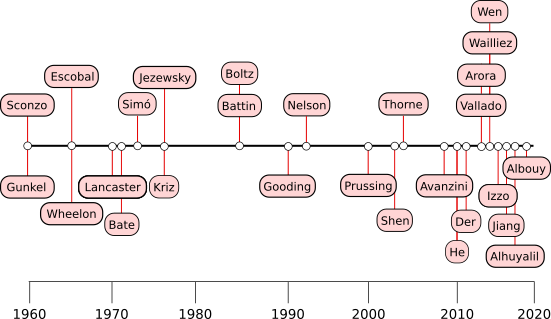 Wen
Wailliez
Escobal
Jezewsky
Boltz
Arora
Sconzo
Simó
Battin
Nelson
Thorne
Vallado
Albouy
Gunkel
Lancaster
Kriz
Gooding
Prussing
Avanzini
Izzo
Wheelon
Bate
Shen
Der
Jiang
He
Alhuyalil
1960 1970 1980 1990 2000 2010 2020